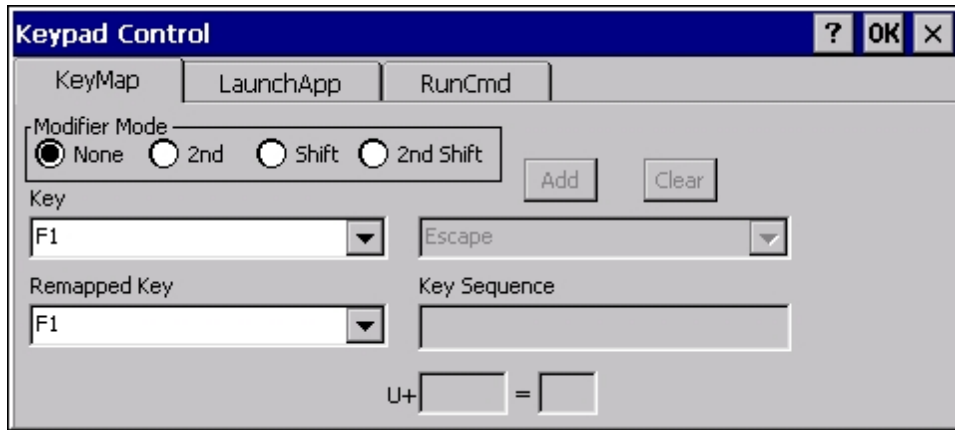 Keypad Control ? OK ×
KeyMap LaunchApp RunCmd
Modifier Mode
None 2nd Shift 2nd Shift
Add Clear
Key
F1 Escape
Remapped Key Key Sequence
F1
U+ =